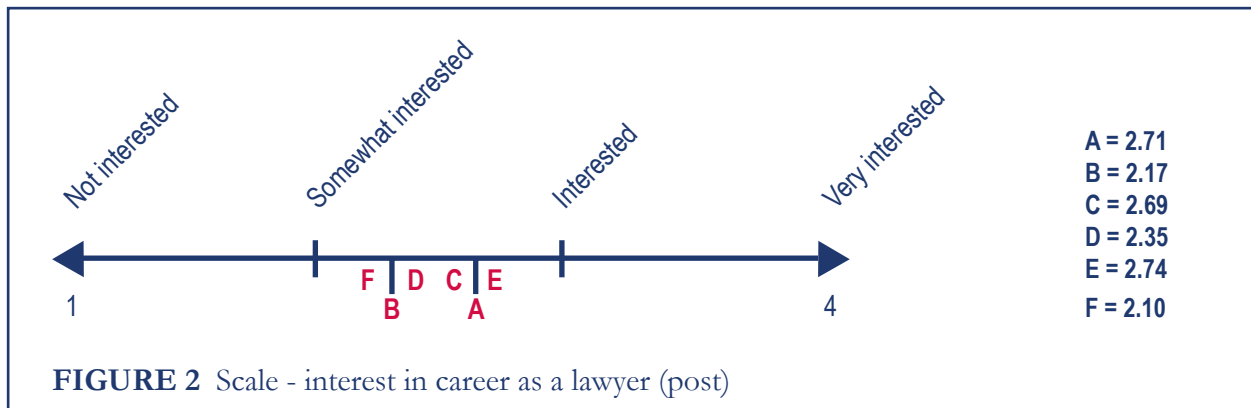 Not interested
Somewhat interested
Interested
Very interested
A = 2.71
B = 2.17
C = 2.69
D = 2.35
E = 2.74
F = 2.10
F D C E
1 B A 4
FIGURE 2 Scale - interest in career as a lawyer (post)